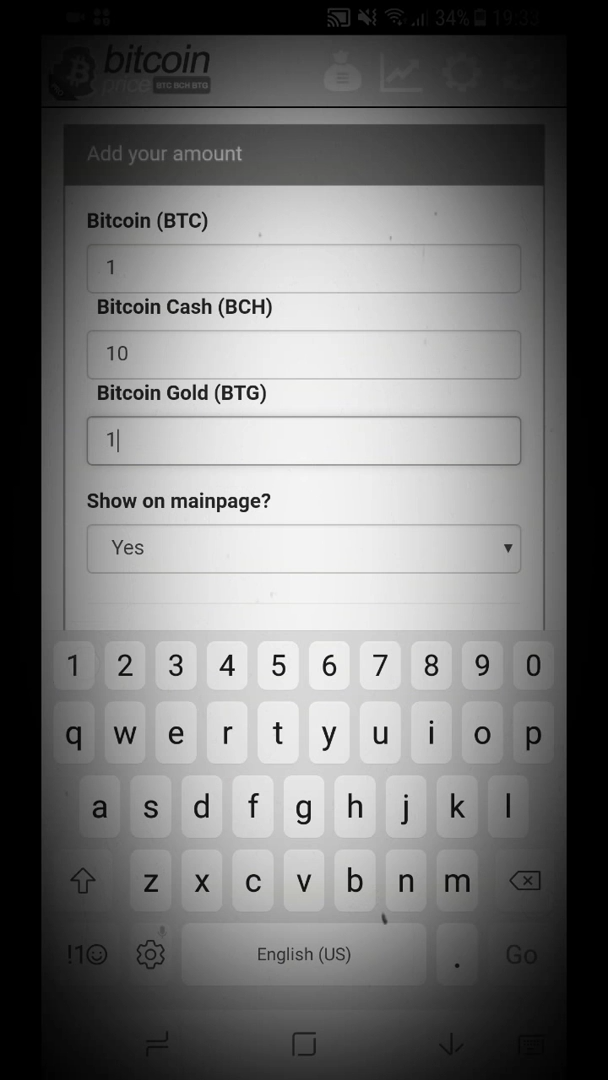 34% 19:33
bitcoin
price BTC BCH BTG
Add your amount
Bitcoin (BTC)
1
Bitcoin Cash (BCH)
10
Bitcoin Gold (BTG)
1
Show on mainpage?
Yes
1 2 3 4 5 6 7 8 9 0
q w e r t y u i o p
a s d f g h j k l
z x c v b n m
!1☺ English (US) . Go